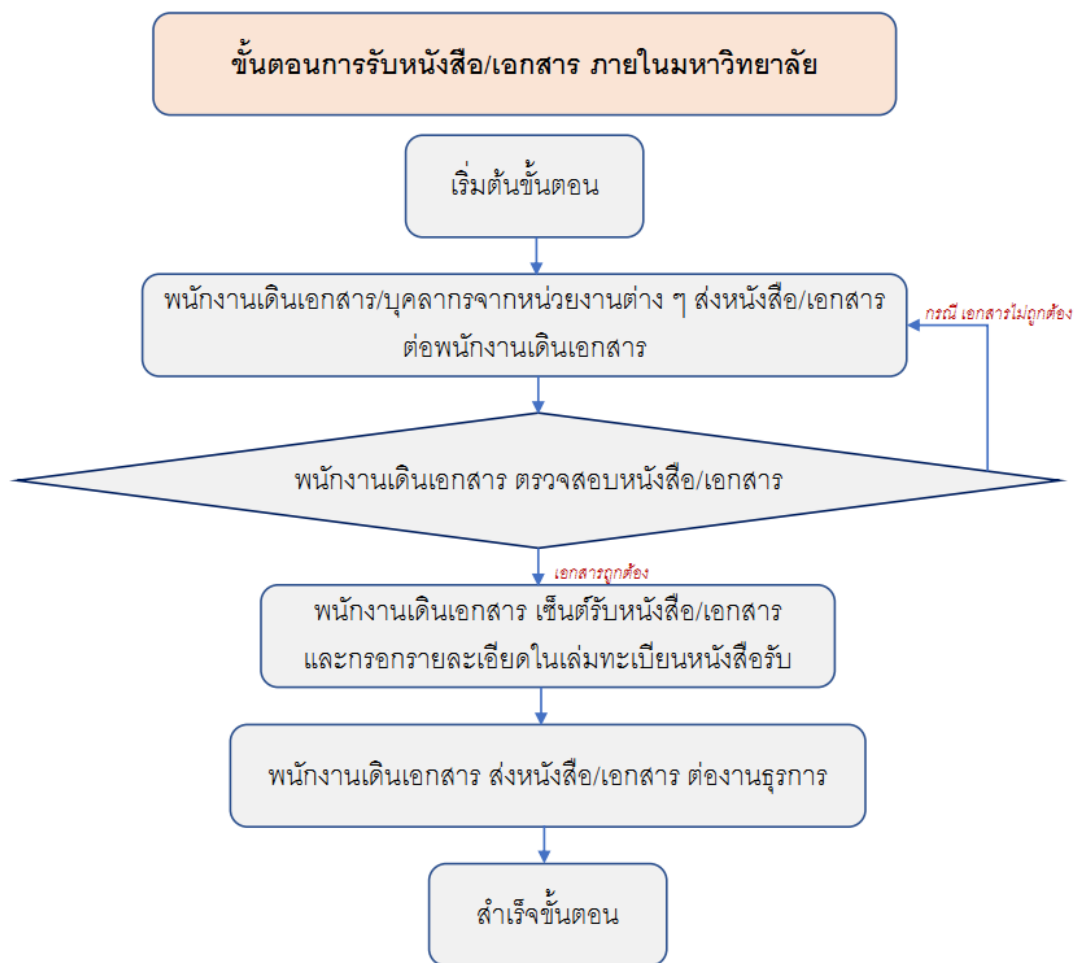 ขั้นตอนการรับหนังสือ/เอกสาร ภายในมหาวิทยาลัย
เริ่มต้นขั้นตอน
พนักงานเดินเอกสาร/บุคลากรจากหน่วยงานต่าง ๆ ส่งหนังสือ/เอกสาร
ต่อพนักงานเดินเอกสาร
กรณี เอกสารไม่ถูกต้อง
พนักงานเดินเอกสาร ตรวจสอบหนังสือ/เอกสาร
เอกสารถูกต้อง
พนักงานเดินเอกสาร เซ็นต์รับหนังสือ/เอกสาร
และกรอกรายละเอียดในเล่มทะเบียนหนังสือรับ
พนักงานเดินเอกสาร ส่งหนังสือ/เอกสาร ต่องานธุรการ
สำเร็จขั้นตอน